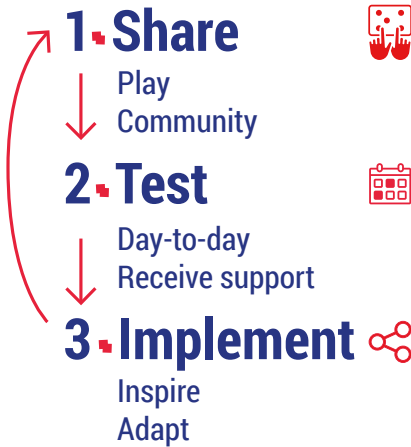 1 Share
Play
Community
2 Test
Day-to-day
Receive support
3 Implement
Inspire
Adapt